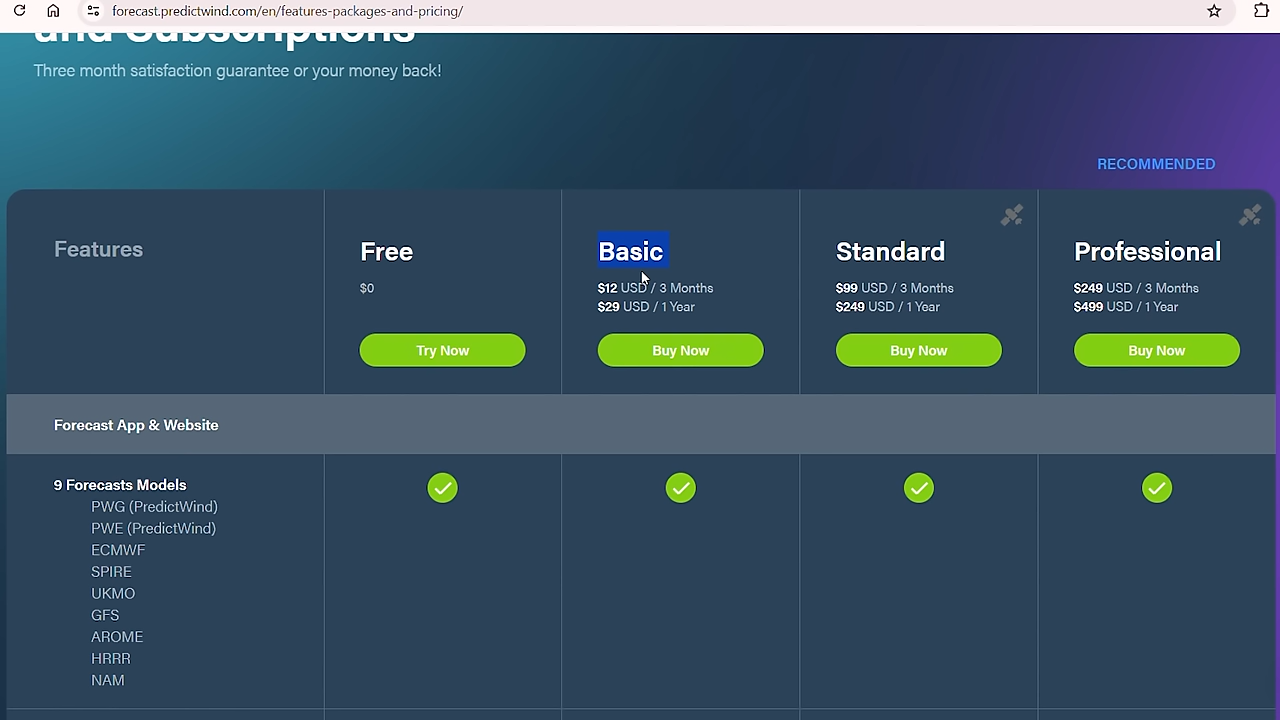 forecast.predictwind.com/en/features-packages-and-pricing/
and Subscriptions
Three month satisfaction guarantee or your money back!
RECOMMENDED
Features
Free
$0
Try Now
Basic
$12 USD / 3 Months
$29 USD / 1 Year
Buy Now
Standard
$99 USD / 3 Months
$249 USD / 1 Year
Buy Now
Professional
$249 USD / 3 Months
$499 USD / 1 Year
Buy Now
Forecast App & Website
9 Forecasts Models
PWG (PredictWind)
PWE (PredictWind)
ECMWF
SPIRE
UKMO
GFS
AROME
HRRR
NAM